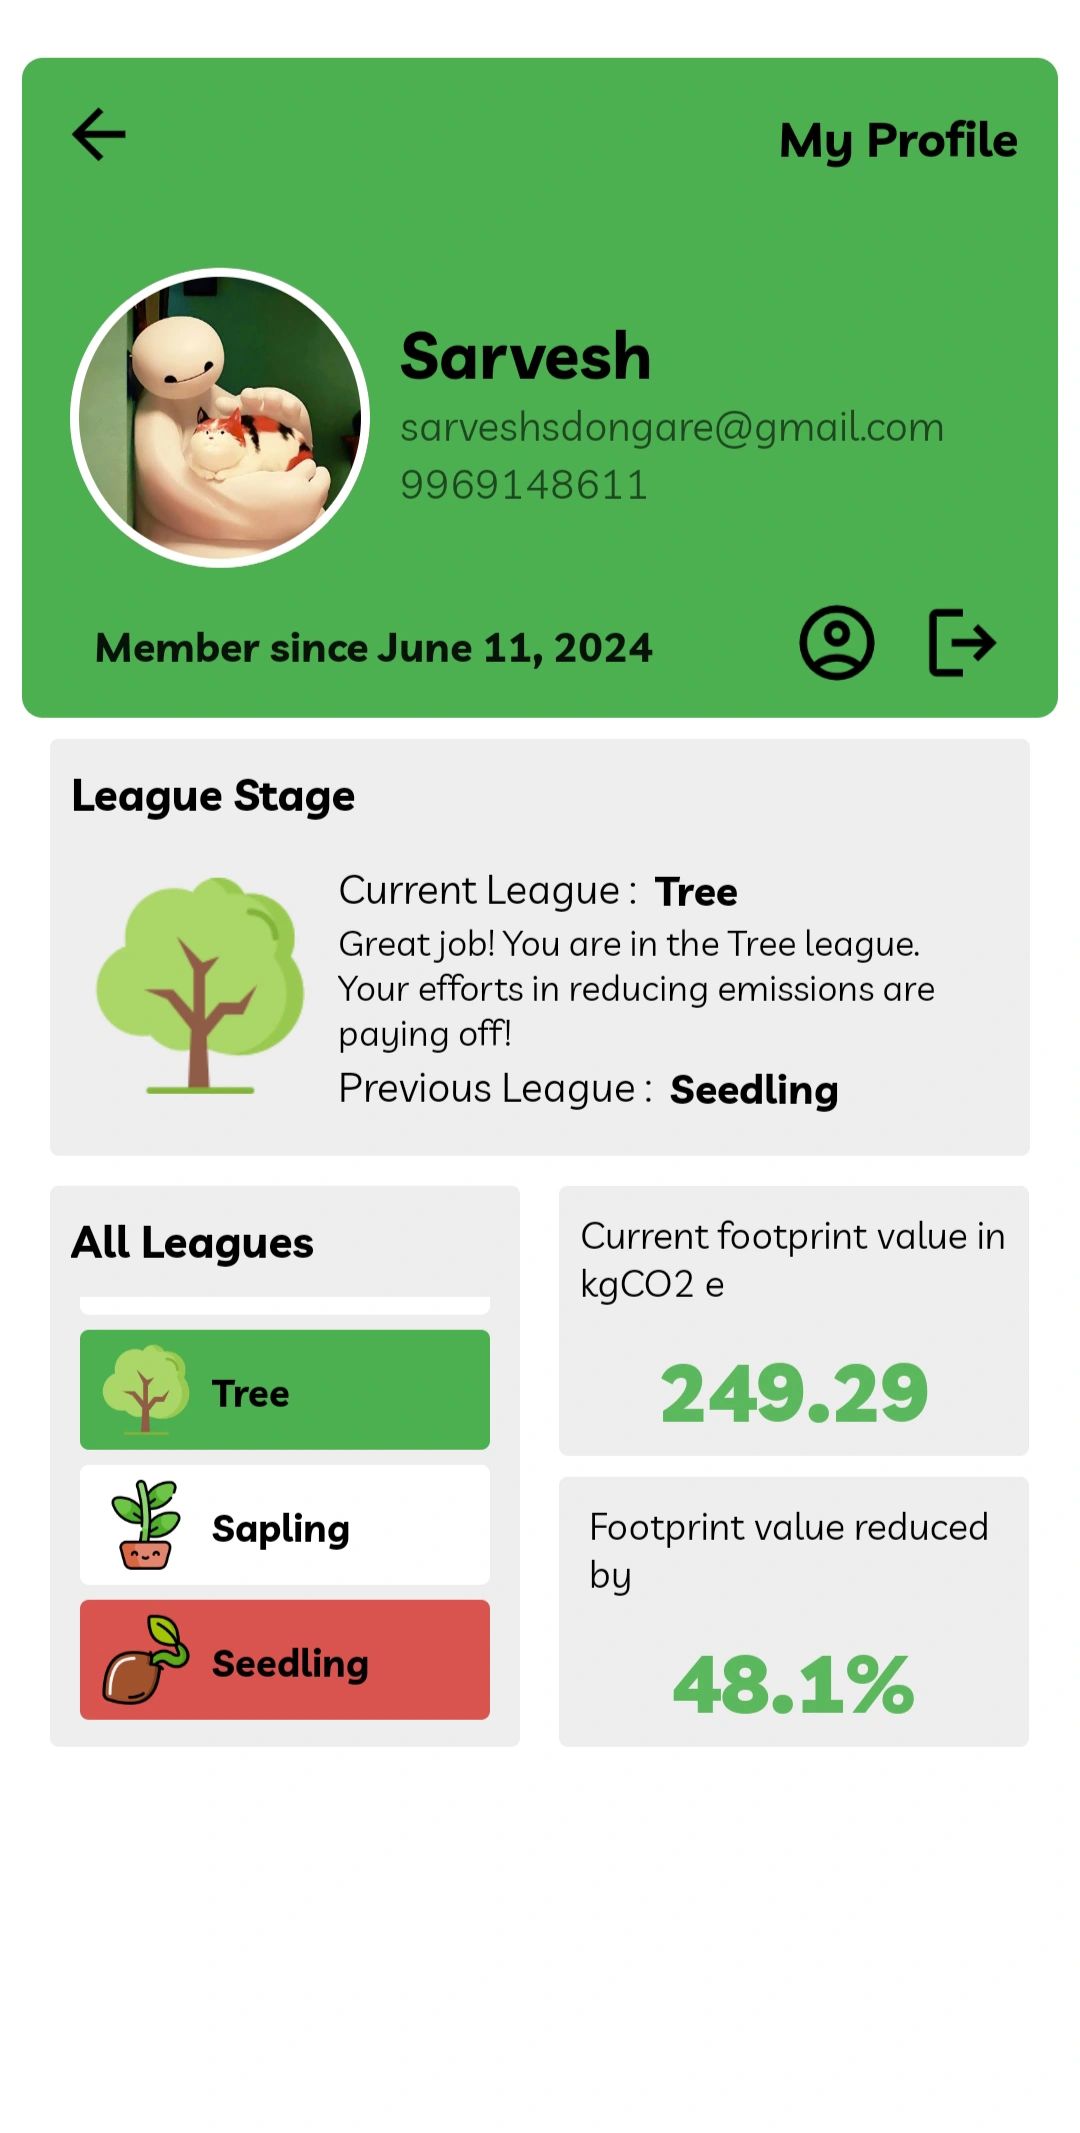 My Profile
Sarvesh
sarveshsdongare@gmail.com
9969148611
Member since June 11, 2024
League Stage
Current League : Tree
Great job! You are in the Tree league.
Your efforts in reducing emissions are
paying off!
Previous League : Seedling
All Leagues
Tree
Sapling
Seedling
Current footprint value in
kgCO2 e
249.29
Footprint value reduced
by
48.1%